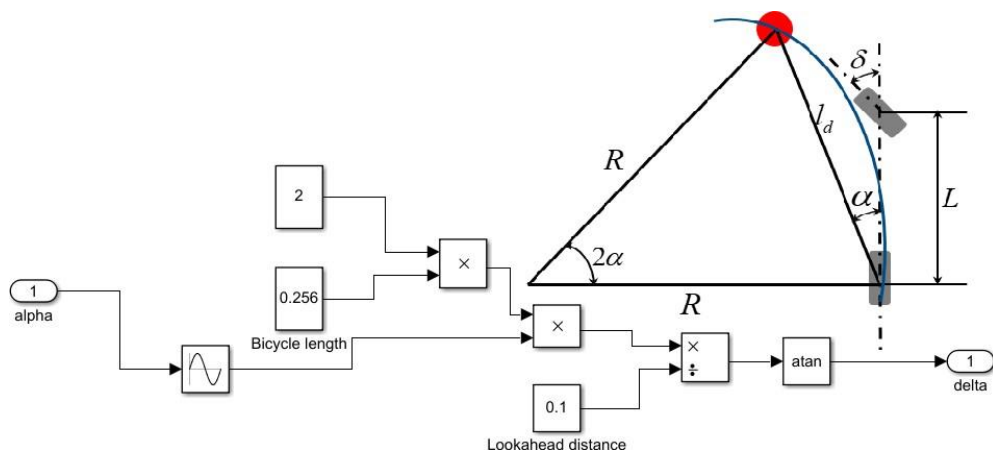 δ
l_d
R
α
L
2
×
2α
1
alpha
0.256
Bicycle length
R
×
×
÷
atan
1
delta
0.1
Lookahead distance